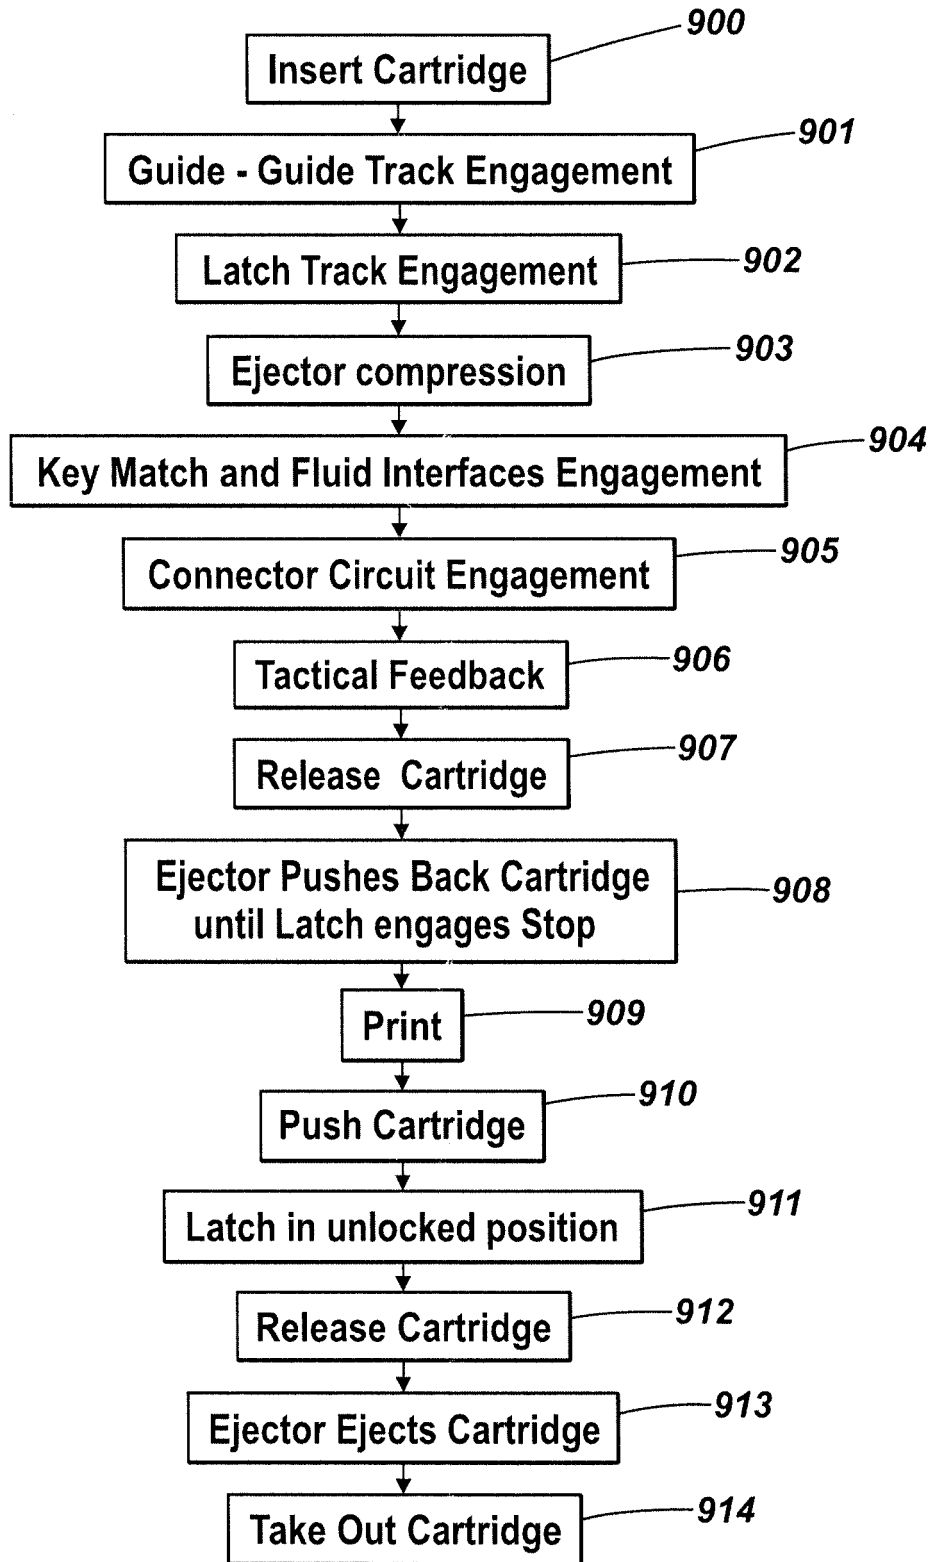 900
Insert Cartridge
901
Guide - Guide Track Engagement
902
Latch Track Engagement
903
Ejector compression
904
Key Match and Fluid Interfaces Engagement
905
Connector Circuit Engagement
906
Tactical Feedback
907
Release Cartridge
908
Ejector Pushes Back Cartridge
until Latch engages Stop
909
Print
910
Push Cartridge
911
Latch in unlocked position
912
Release Cartridge
913
Ejector Ejects Cartridge
914
Take Out Cartridge